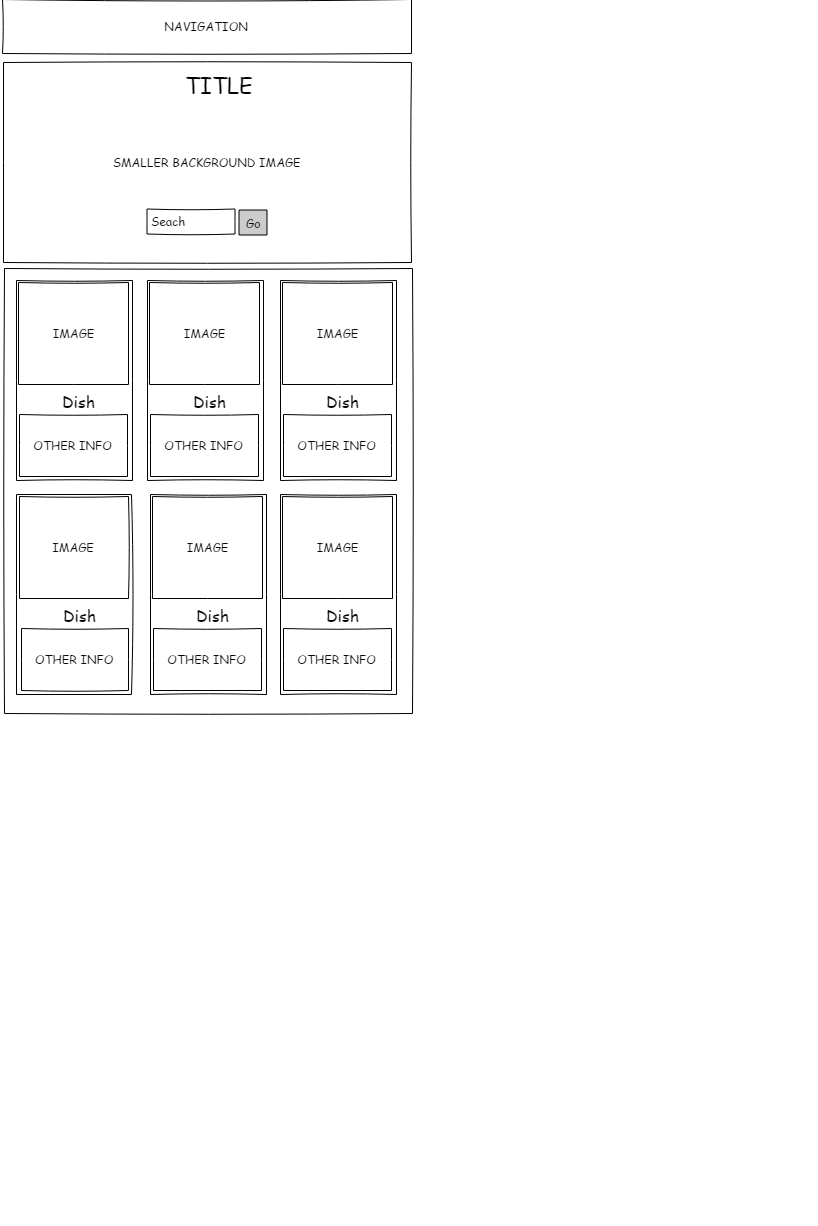 NAVIGATION
TITLE
SMALLER BACKGROUND IMAGE
Seach Go
IMAGE IMAGE IMAGE
Dish Dish Dish
OTHER INFO OTHER INFO OTHER INFO
IMAGE IMAGE IMAGE
Dish Dish Dish
OTHER INFO OTHER INFO OTHER INFO